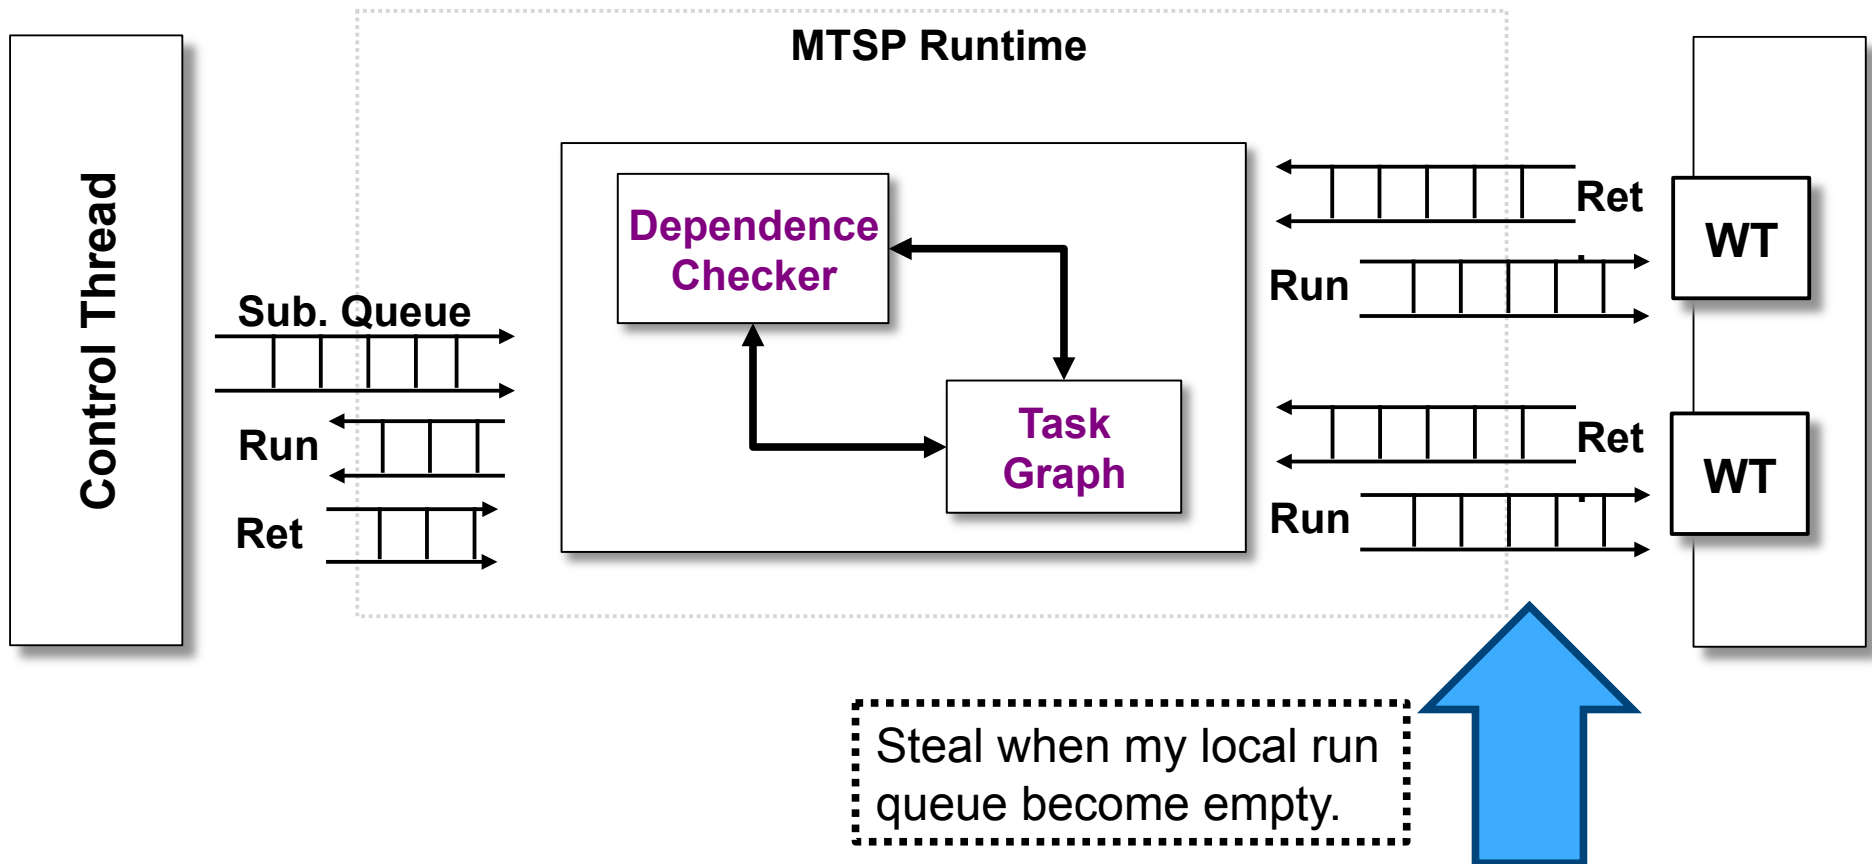 MTSP Runtime
Control Thread
Sub. Queue
Run
Ret
Dependence
Checker
Task
Graph
Ret
Run
WT
Ret
Run
WT
Steal when my local run
queue become empty.